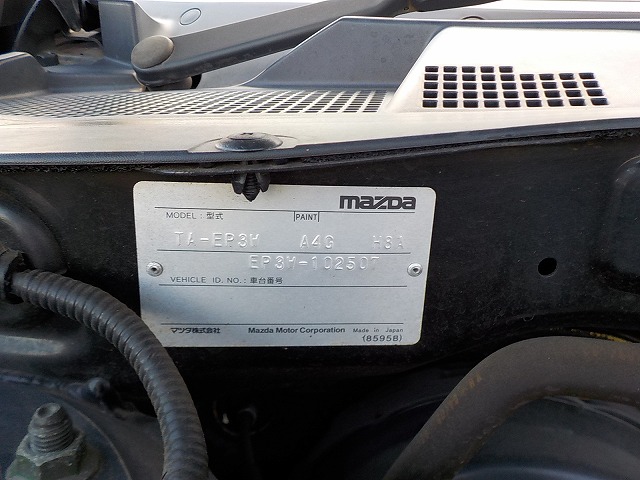 mazda
MODEL: 型式 PAINT
TA-EP3W A4G H8A
EP3W-102507
VEHICLE ID. NO.: 車台番号
マツダ株式会社 Mazda Motor Corporation Made in Japan
(8595B)